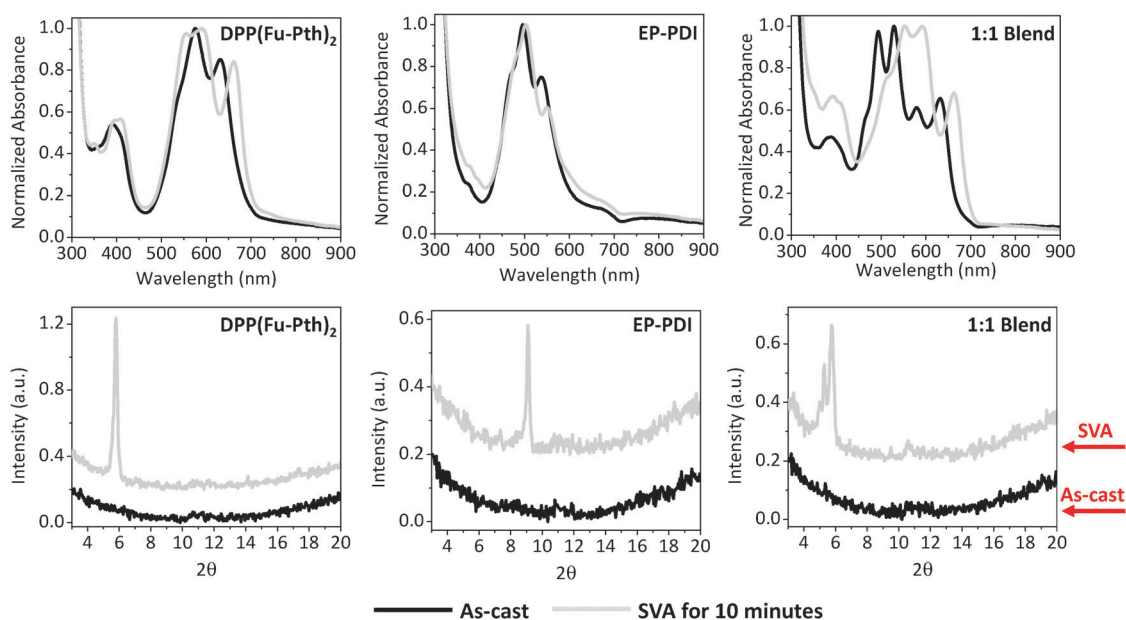 DPP(Fu-Pth)₂
Normalized Absorbance
1.0
0.8
0.6
0.4
0.2
0.0
300 400 500 600 700 800 900
Wavelength (nm)
EP-PDI
Normalized Absorbance
1.0
0.8
0.6
0.4
0.2
0.0
300 400 500 600 700 800 900
Wavelength (nm)
1:1 Blend
Normalized Absorbance
1.0
0.8
0.6
0.4
0.2
0.0
300 400 500 600 700 800 900
Wavelength (nm)
DPP(Fu-Pth)₂
Intensity (a.u.)
1.2
0.8
0.4
0.0
4 6 8 10 12 14 16 18 20
2θ
EP-PDI
Intensity (a.u.)
0.6
0.4
0.2
0.0
4 6 8 10 12 14 16 18 20
2θ
1:1 Blend
Intensity (a.u.)
0.6
0.4
0.2
0.0
4 6 8 10 12 14 16 18 20
2θ
SVA
As-cast
As-cast SVA for 10 minutes